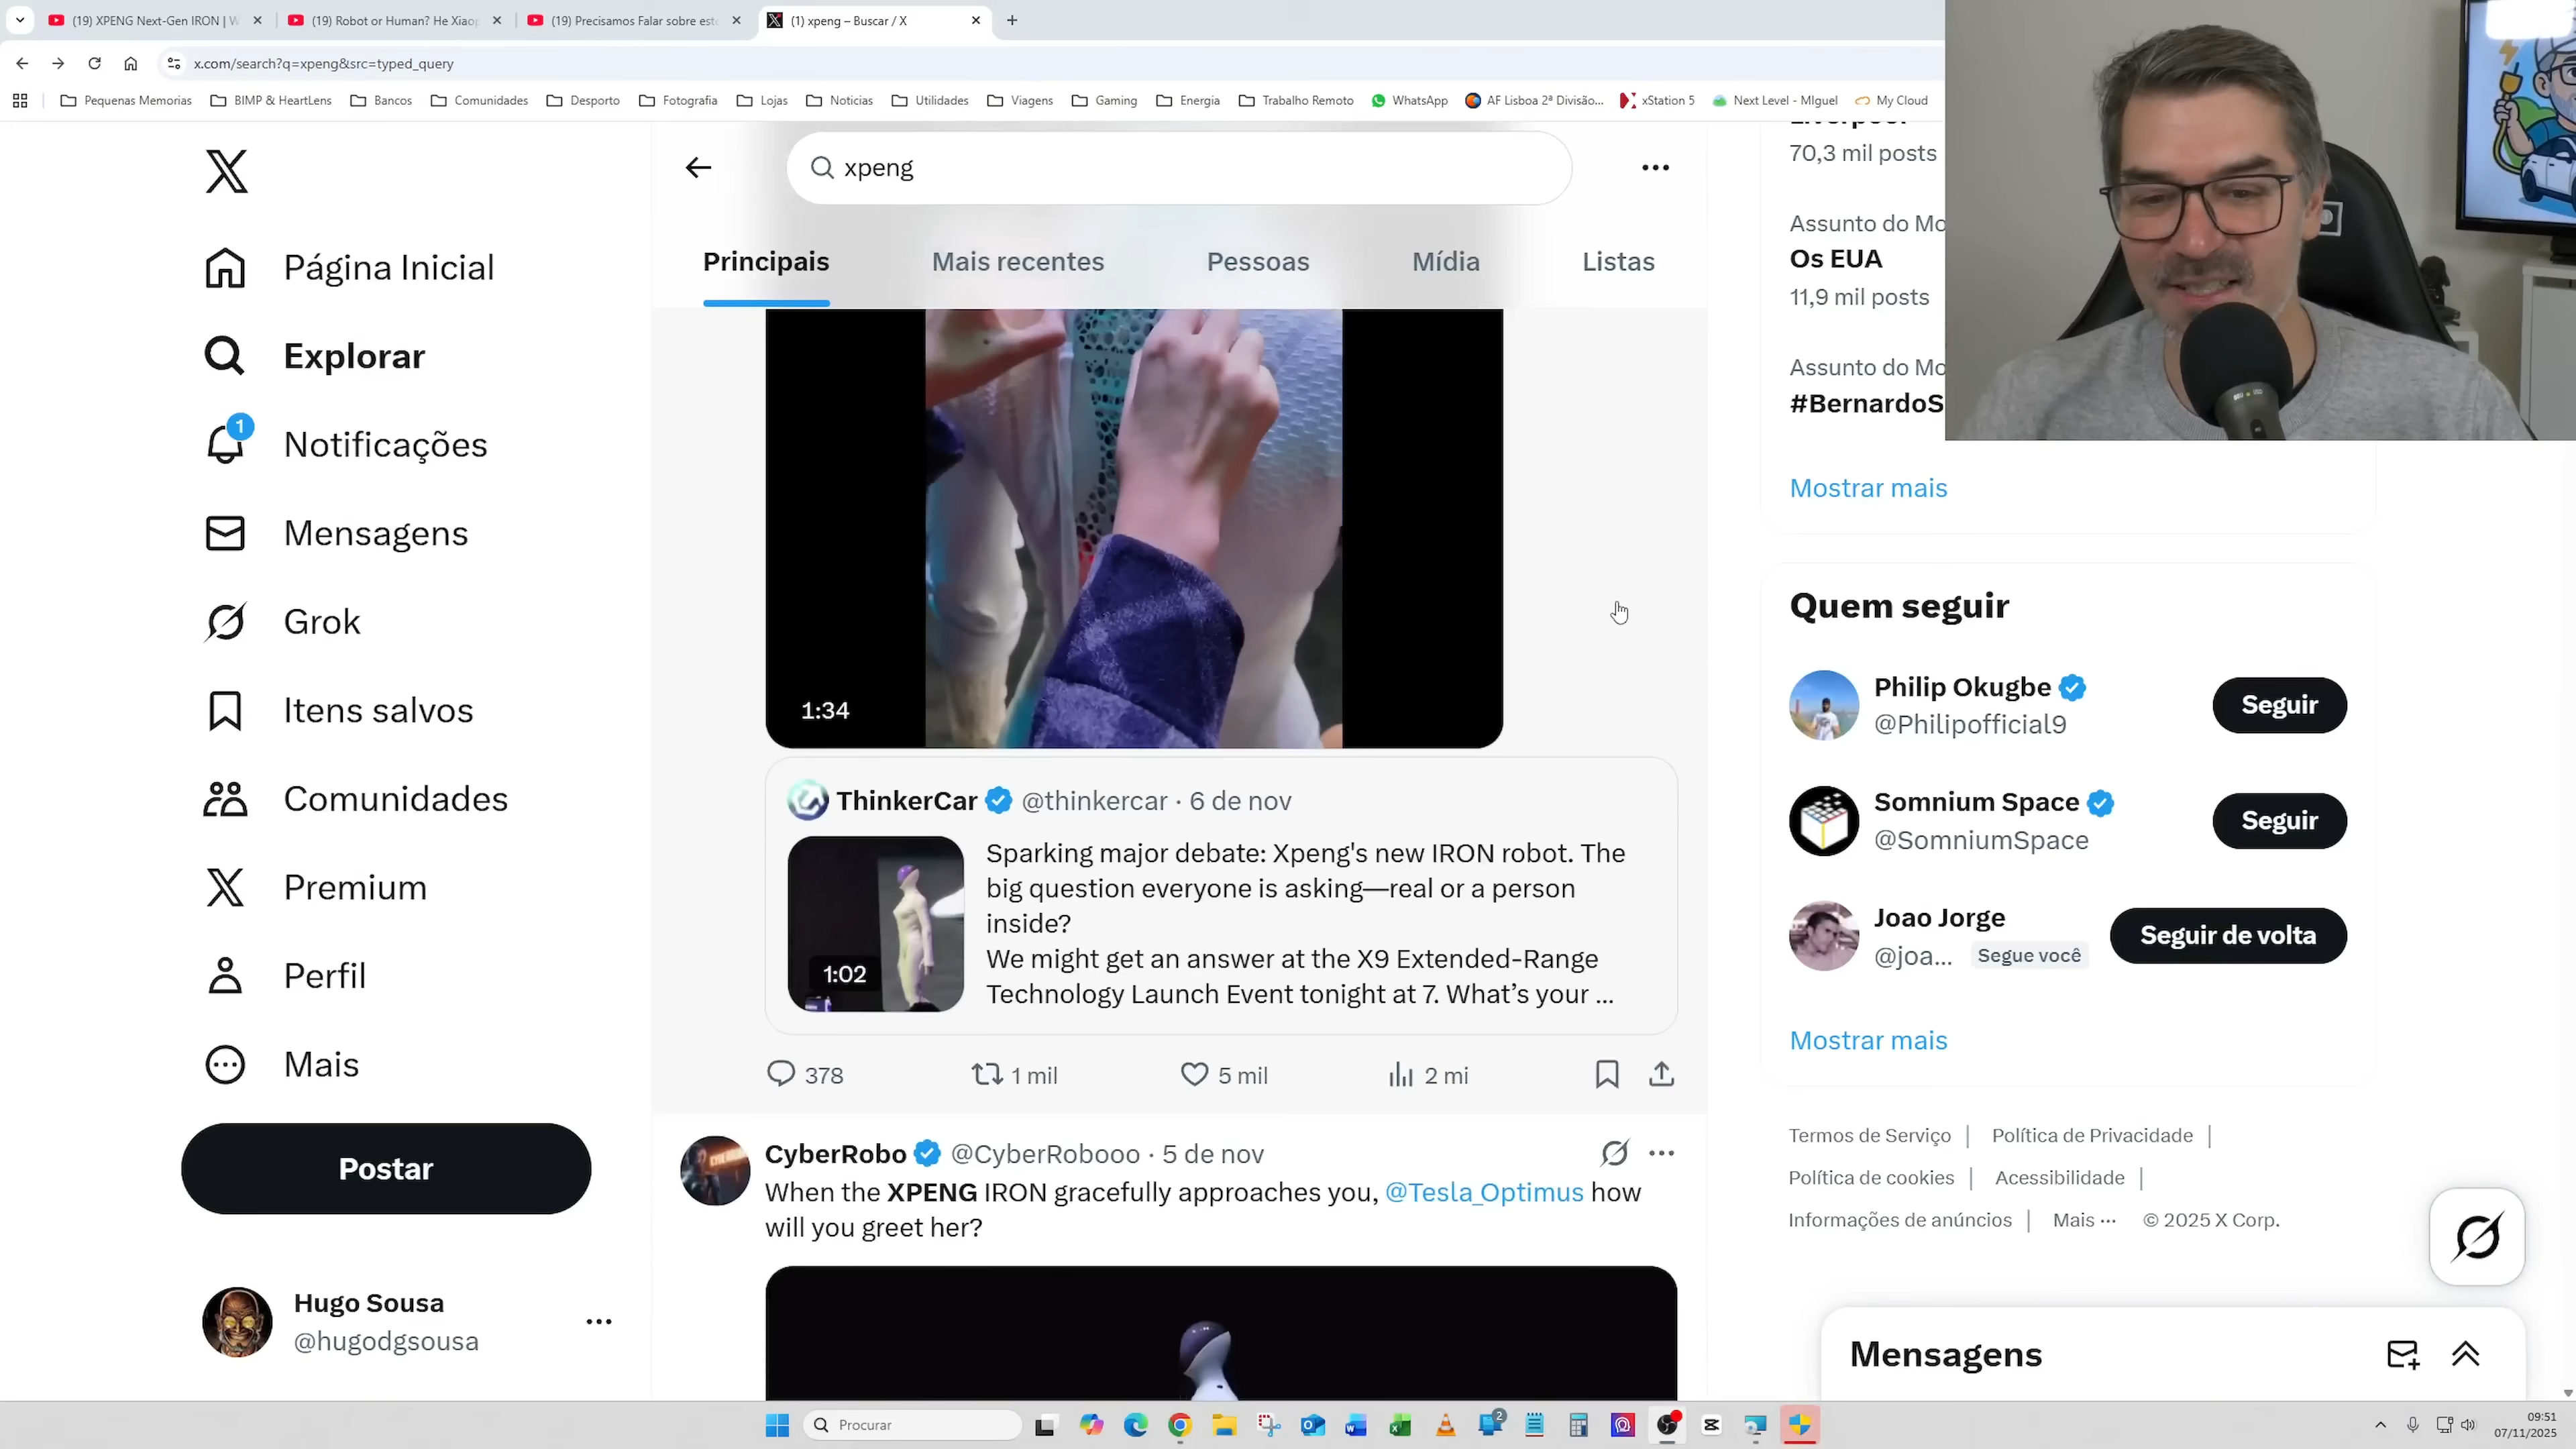 (19) XPENG Next-Gen IRON | W
(19) Robot or Human? He Xiaop
(19) Precisamos Falar sobre est
(1) xpeng – Buscar / X
x.com/search?q=xpeng&src=typed_query
Pequenas Memorias
BIMP & HeartLens
Bancos
Comunidades
Desporto
Fotografia
Lojas
Noticias
Utilidades
Viagens
Gaming
Energia
Trabalho Remoto
WhatsApp
AF Lisboa 2ª Divisão...
xStation 5
Next Level - MIguel
My Cloud
xpeng
Principais
Mais recentes
Pessoas
Mídia
Listas
Página Inicial
Explorar
1
Notificações
Mensagens
Grok
Itens salvos
Comunidades
Premium
Perfil
Mais
Postar
Hugo Sousa
@hugodgsousa
1:34
ThinkerCar @thinkercar · 6 de nov
1:02
Sparking major debate: Xpeng's new IRON robot. The
big question everyone is asking—real or a person
inside?
We might get an answer at the X9 Extended-Range
Technology Launch Event tonight at 7. What's your ...
378
1 mil
5 mil
2 mi
CyberRobo @CyberRobooo · 5 de nov
When the XPENG IRON gracefully approaches you, @Tesla_Optimus how
will you greet her?
Liverpool
70,3 mil posts
Assunto do Mo
Os EUA
11,9 mil posts
Assunto do Mo
#BernardoS
Mostrar mais
Quem seguir
Philip Okugbe
@Philipofficial9
Seguir
Somnium Space
@SomniumSpace
Seguir
Joao Jorge
@joa... Segue você
Seguir de volta
Mostrar mais
Termos de Serviço | Política de Privacidade |
Política de cookies | Acessibilidade |
Informações de anúncios | Mais ··· © 2025 X Corp.
Mensagens
Procurar
2
09:51
07/11/2025